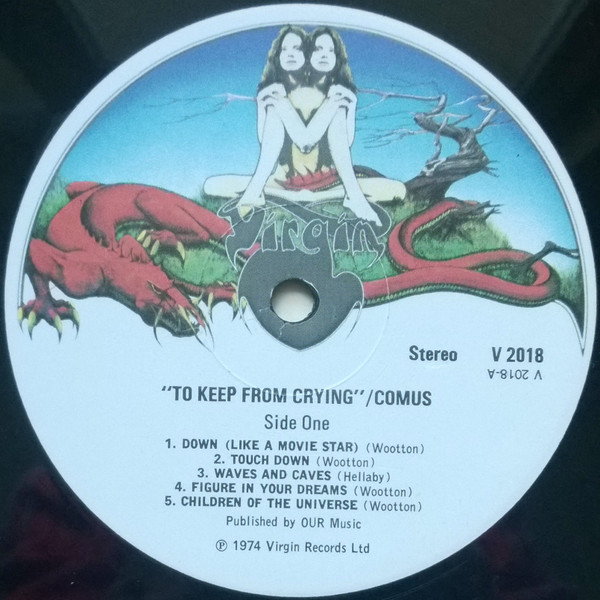 Virgin
Stereo V 2018
V 2018-A
"TO KEEP FROM CRYING"/COMUS
Side One
1. DOWN (LIKE A MOVIE STAR) (Wootton)
2. TOUCH DOWN (Wootton)
3. WAVES AND CAVES (Hellaby)
4. FIGURE IN YOUR DREAMS (Wootton)
5. CHILDREN OF THE UNIVERSE (Wootton)
Published by OUR Music
℗ 1974 Virgin Records Ltd